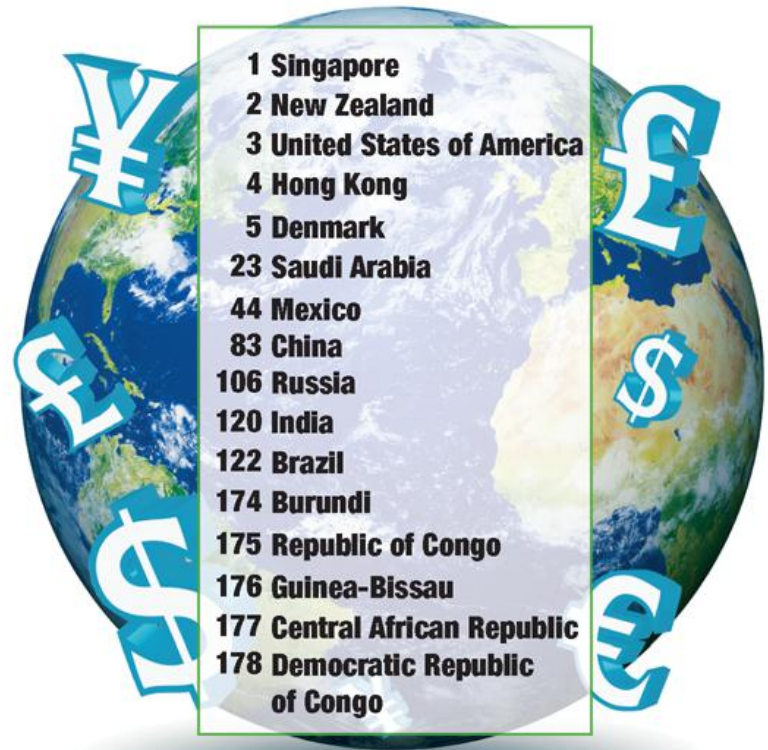 1 Singapore
2 New Zealand
3 United States of America
4 Hong Kong
5 Denmark
23 Saudi Arabia
44 Mexico
83 China
106 Russia
120 India
122 Brazil
174 Burundi
175 Republic of Congo
176 Guinea-Bissau
177 Central African Republic
178 Democratic Republic
of Congo
¥
£
£
$
$
€
¥